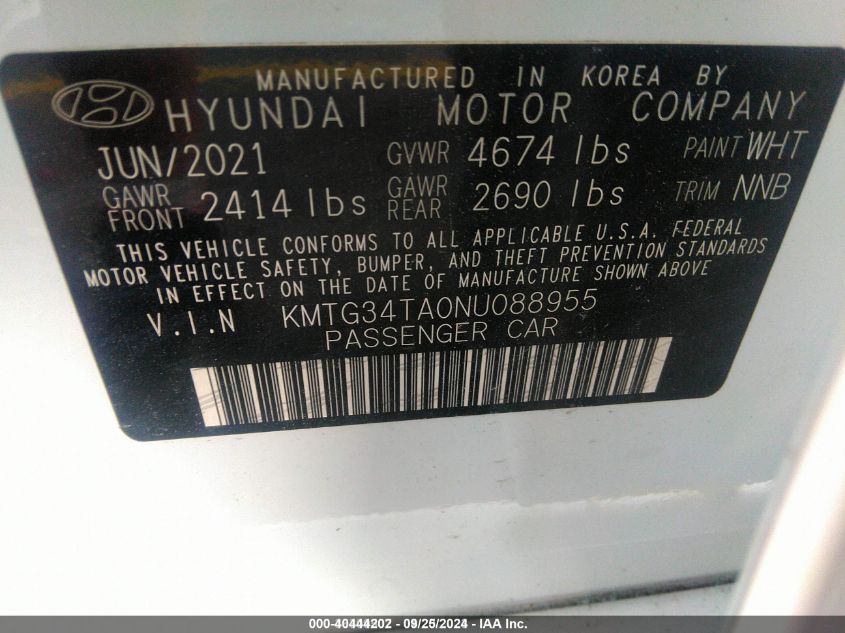 MANUFACTURED IN KOREA BY
HYUNDAI MOTOR COMPANY
JUN/2021 GVWR 4674 lbs PAINT WHT
GAWR FRONT 2414 lbs GAWR REAR 2690 lbs TRIM NNB
THIS VEHICLE CONFORMS TO ALL APPLICABLE U.S.A. FEDERAL
MOTOR VEHICLE SAFETY, BUMPER, AND THEFT PREVENTION STANDARDS
IN EFFECT ON THE DATE OF MANUFACTURE SHOWN ABOVE
V.I.N KMTG34TA0NU088955
PASSENGER CAR
000-40444202 - 09/26/2024 - IAA Inc.